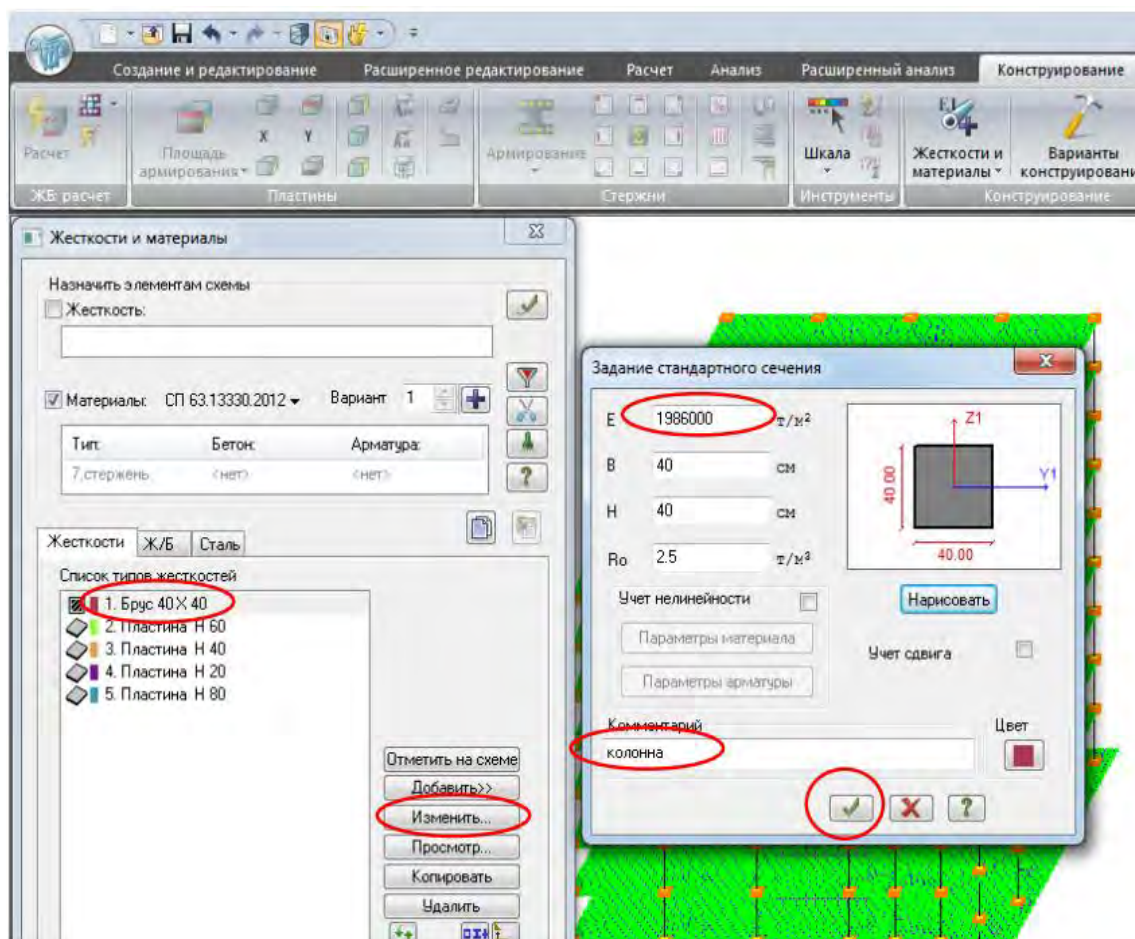 Создание и редактирование Расширенное редактирование Расчет Анализ Расширенный анализ Конструирование
X Y
EI
Расчет Площадь армирования Армирование Шкала Жесткости и материалы Варианты
ЖБ: расчет Пластины Стержни Инструменты Конструирование
Жесткости и материалы
Назначить элементам схемы
Жесткость:
Материалы: СП 63.13330.2012 Вариант 1
Тип: Бетон: Арматура:
7.стержень <нет> <нет>
Жесткости Ж/Б Сталь
Список типов жесткостей
1. Брус 40 X 40
2. Пластина H 60
3. Пластина H 40
4. Пластина H 20
5. Пластина H 80
Отметить на схеме
Добавить>>
Изменить...
Просмотр...
Копировать
Удалить
Задание стандартного сечения
E 1986000 т/м²
B 40 см
H 40 см
Ro 2.5 т/м³
Z1
Y1
40.00
40.00
Учет нелинейности
Нарисовать
Параметры материала
Учет сдвига
Параметры арматуры
Комментарий Цвет
колонна
?